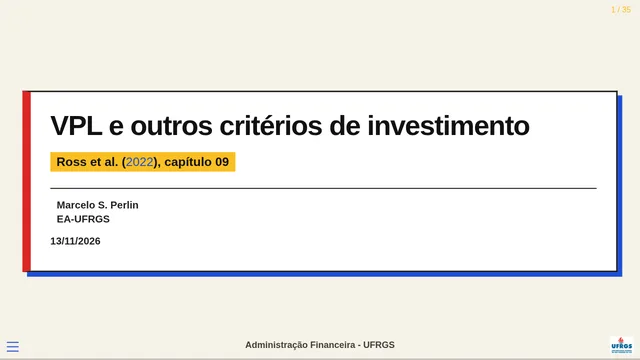 1 / 35
VPL e outros critérios de investimento
Ross et al. (2022), capítulo 09
Marcelo S. Perlin
EA-UFRGS
13/11/2026
Administração Financeira - UFRGS
UFRGS